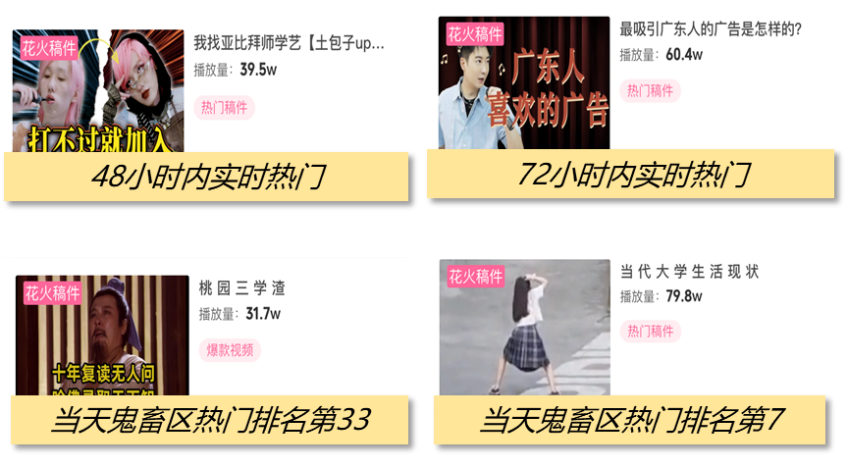 花火稿件
我找亚比拜师学艺【土包子up...
播放量：39.5w
热门稿件
打不过就加入
48小时内实时热门
花火稿件
最吸引广东人的广告是怎样的?
播放量：60.4w
热门稿件
广东人
喜欢的广告
72小时内实时热门
花火稿件
桃园三学渣
播放量：31.7w
爆款视频
十年复读无人问
当天鬼畜区热门排名第33
花火稿件
当代大学生活现状
播放量：79.8w
热门稿件
当天鬼畜区热门排名第7